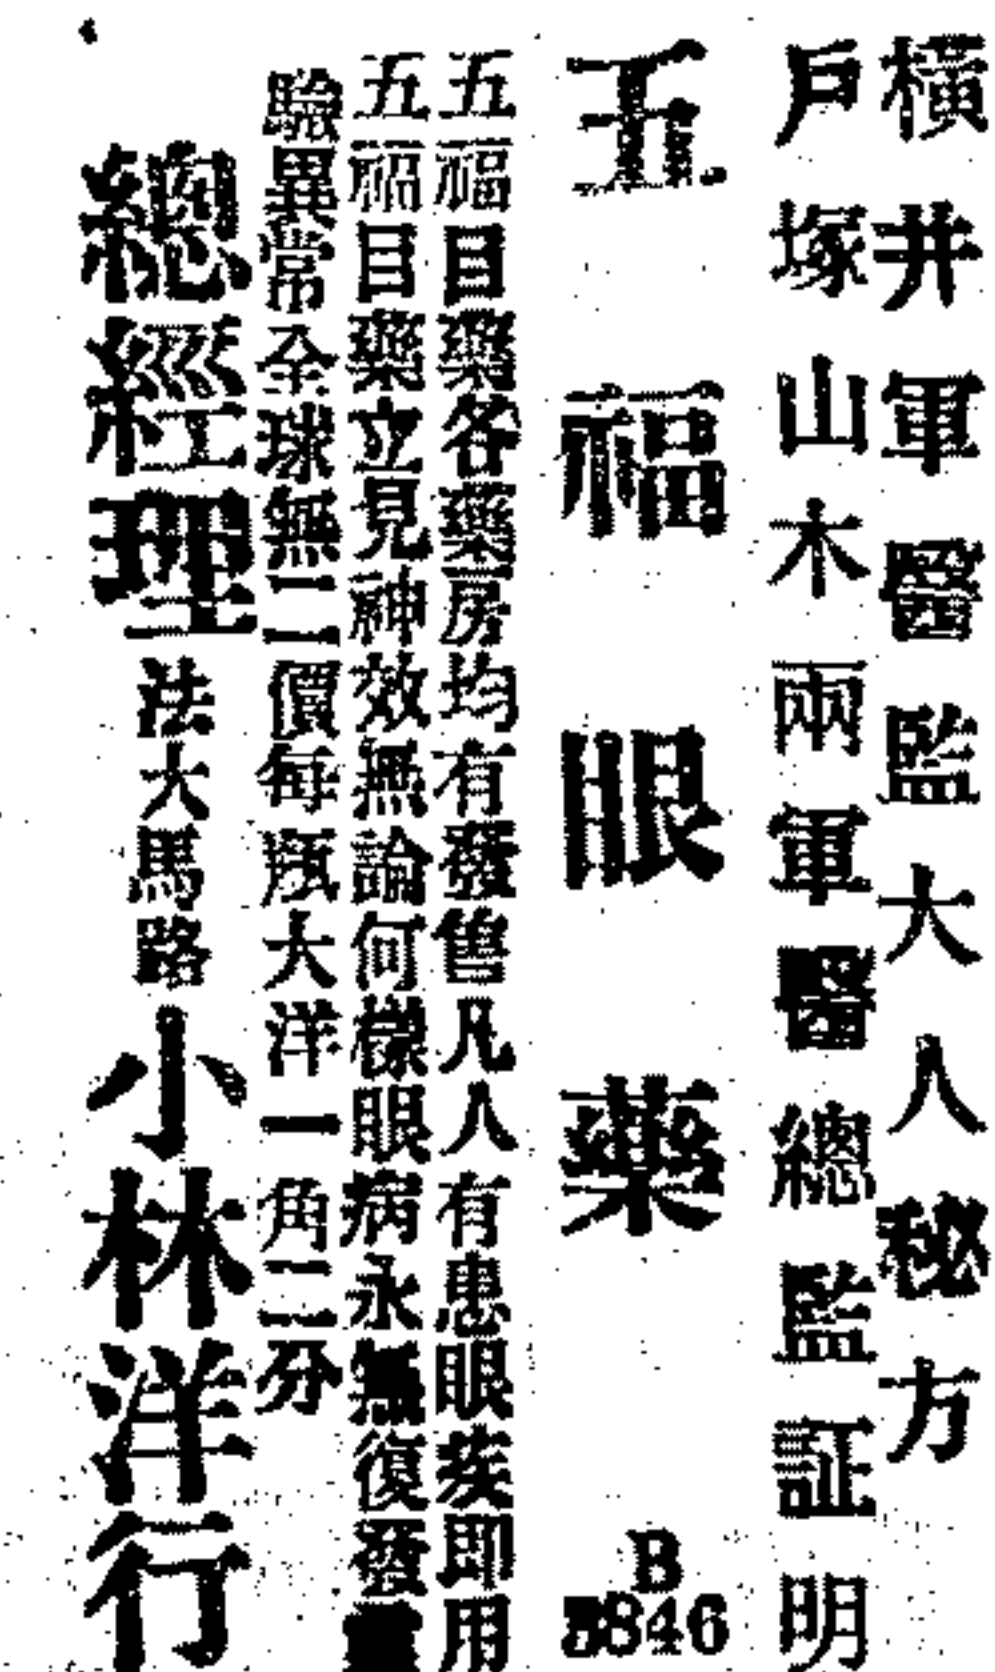 橫井軍醫監大人秘方
戶塚山木兩軍醫總監証明
五福眼藥
B
5846
五福目藥各藥房均有發售凡人有患眼疾即用
五福目藥立見神效無論何樣眼病永無復發
驗異常全球無二價每瓶大洋一角二分
總經理法大馬路小林洋行